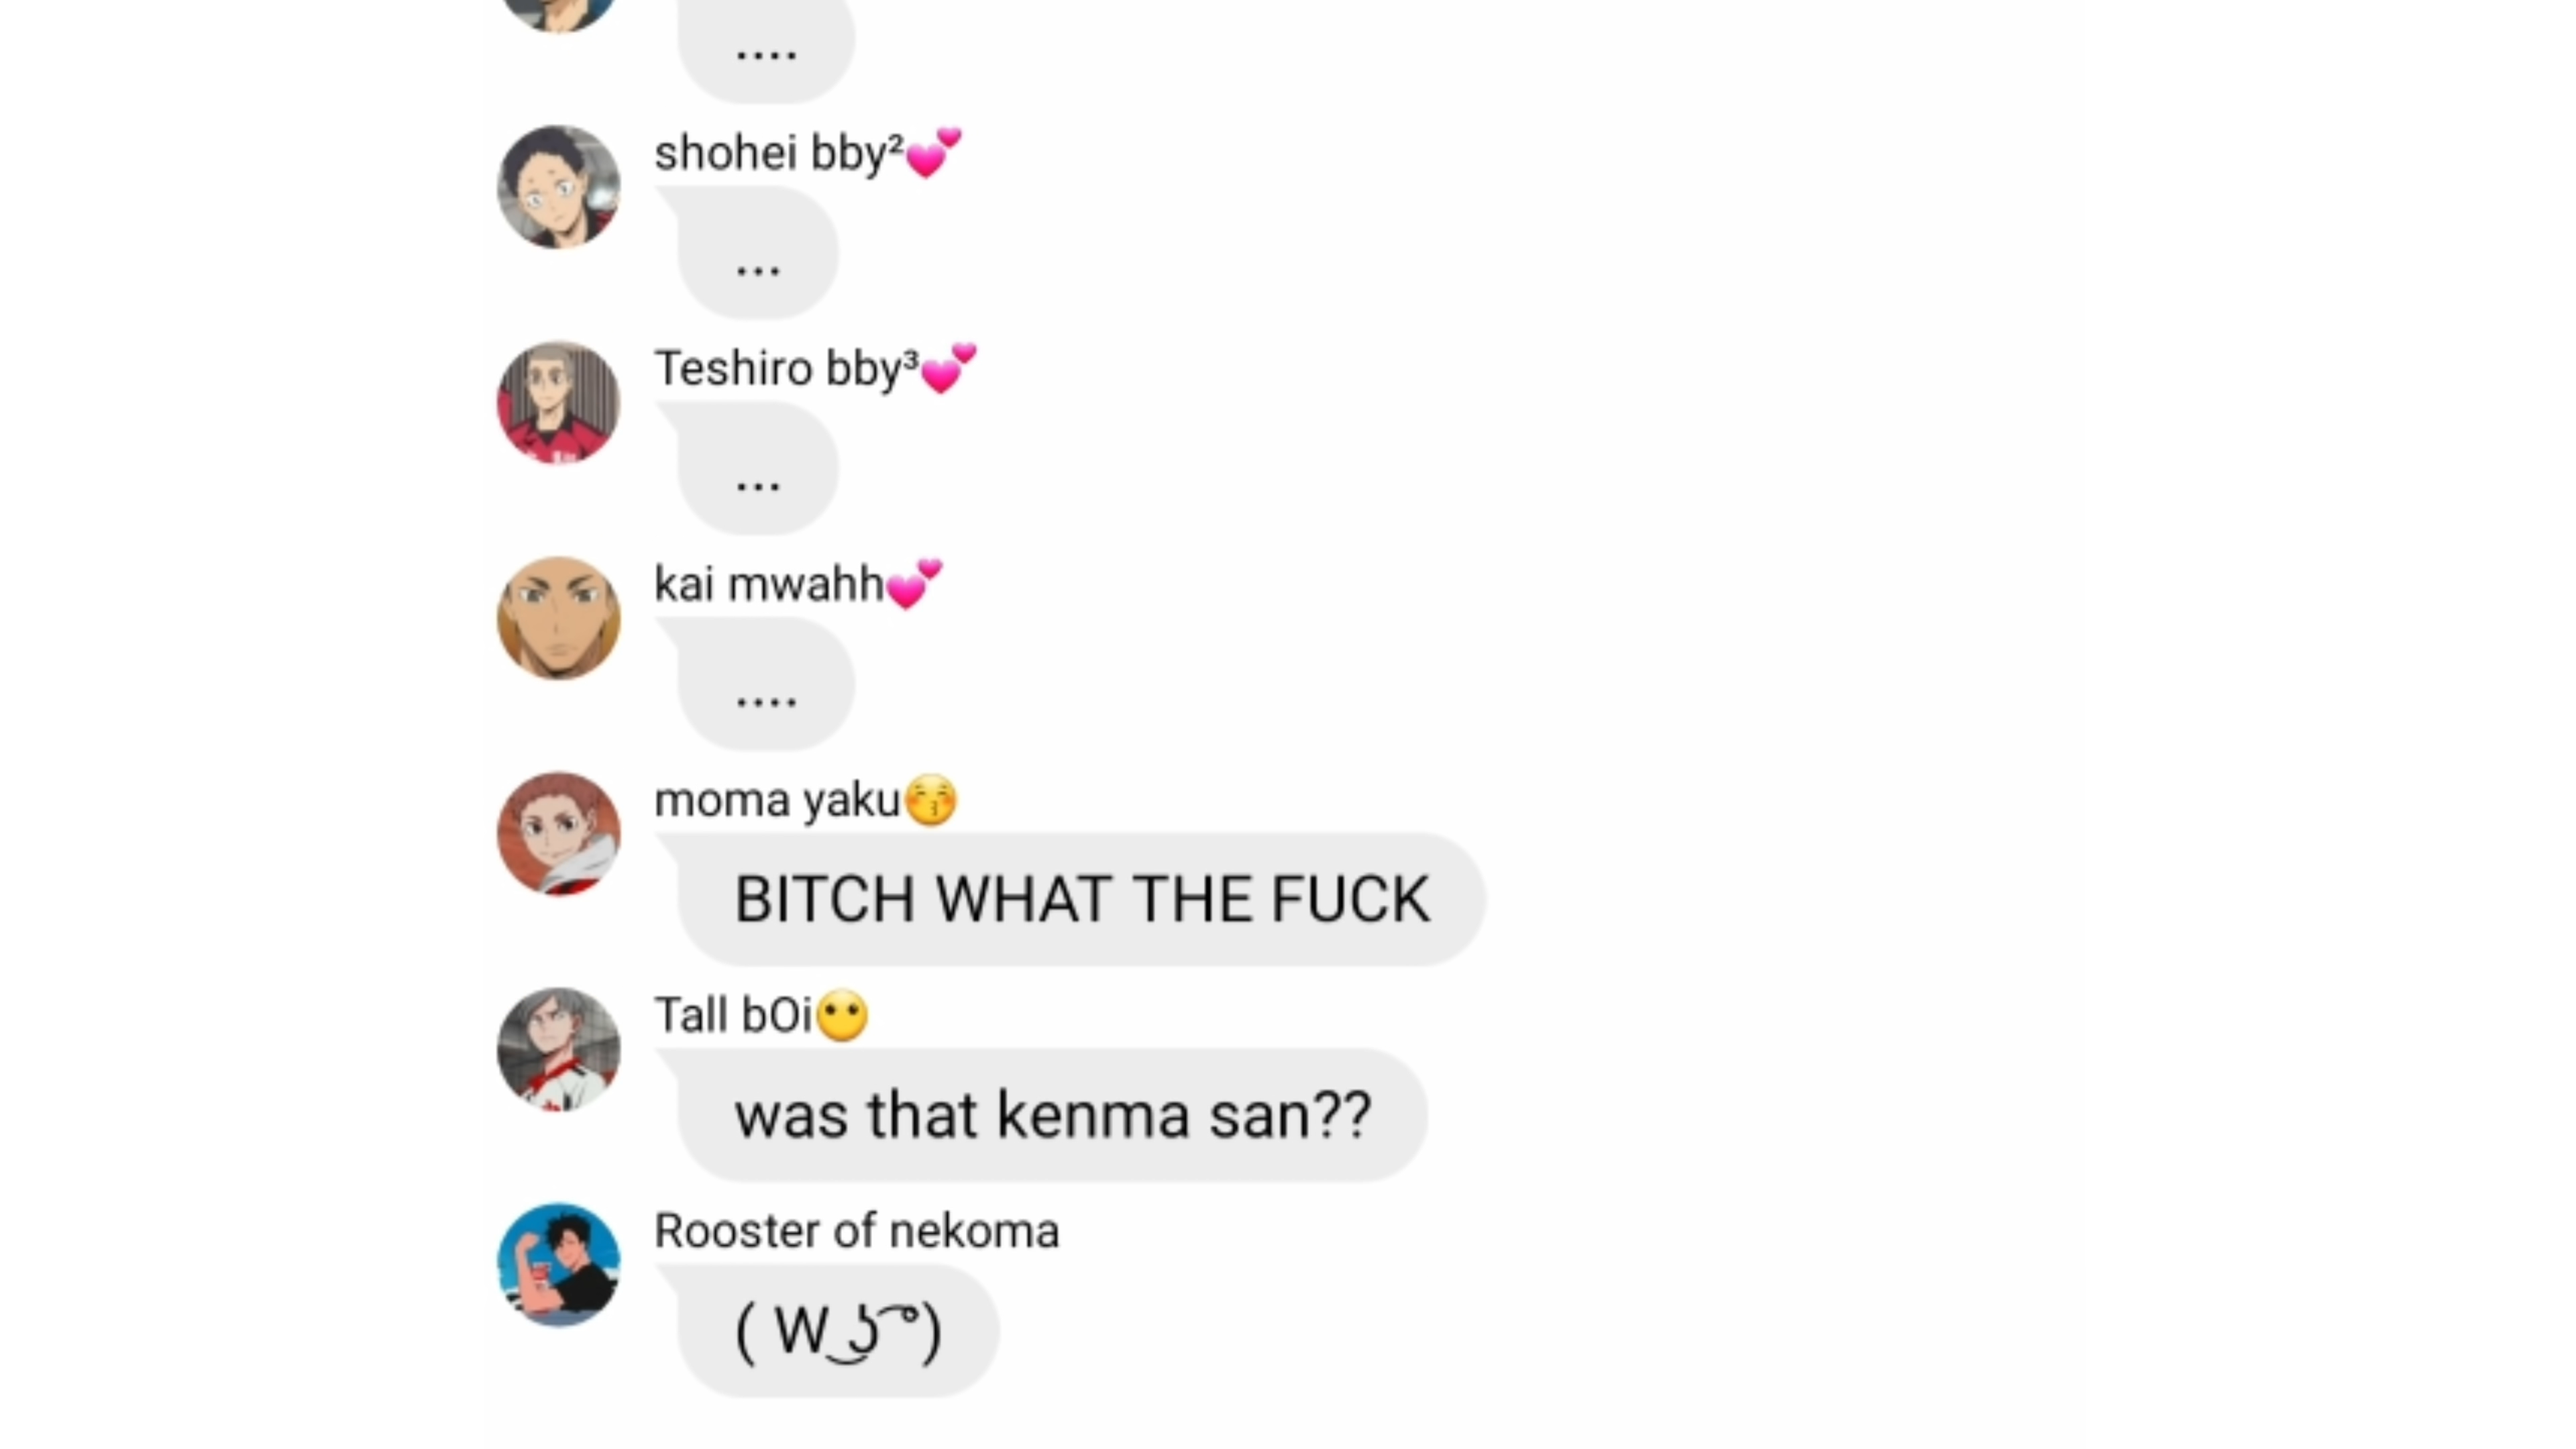 ....
shohei bby²💕
...
Teshiro bby³💕
...
kai mwahh💕
....
moma yaku😚
BITCH WHAT THE FUCK
Tall bOi😶
was that kenma san??
Rooster of nekoma
( W ͜ʖ ͡°)